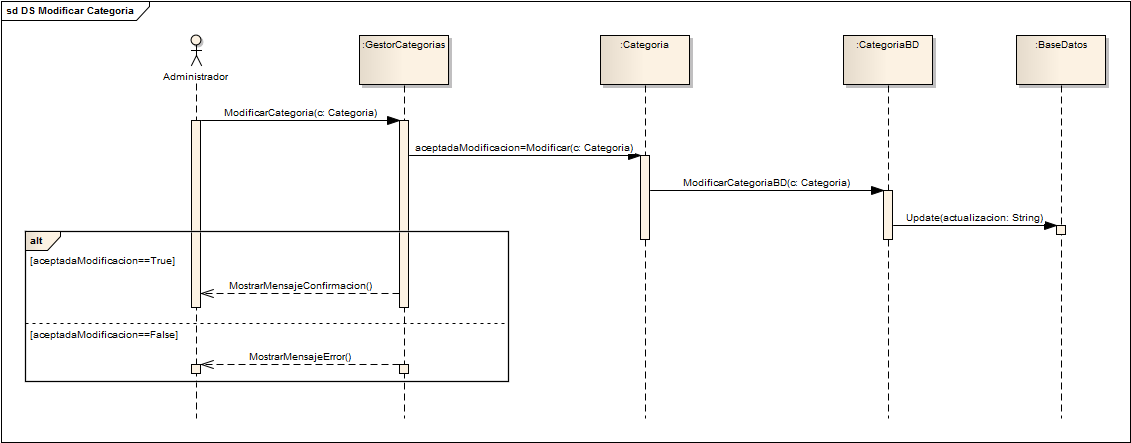 sd DS Modificar Categoria
:GestorCategorias
:Categoria
:CategoriaBD
:BaseDatos
Administrador
ModificarCategoria(c: Categoria)
aceptadaModificacion=Modificar(c: Categoria)
ModificarCategoriaBD(c: Categoria)
Update(actualizacion: String)
alt
[aceptadaModificacion==True]
MostrarMensajeConfirmacion()
[aceptadaModificacion==False]
MostrarMensajeError()